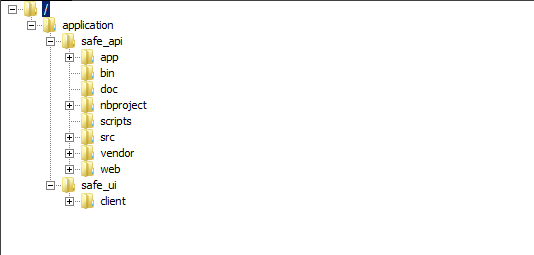 /
application
safe_api
app
bin
doc
nbproject
scripts
src
vendor
web
safe_ui
client